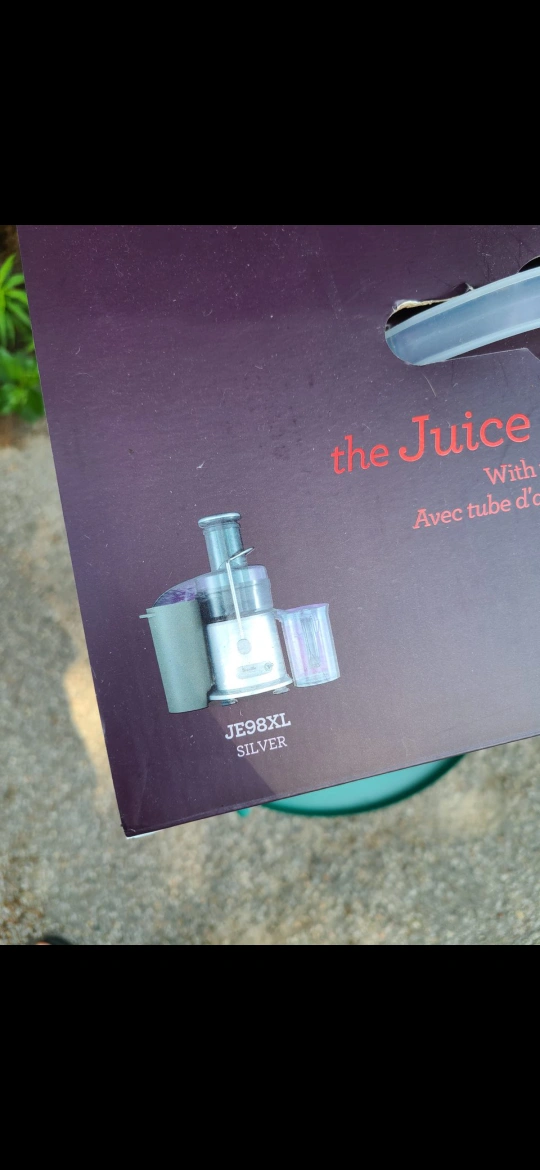 the Juice
With
Avec tube d'
JE98XL
SILVER